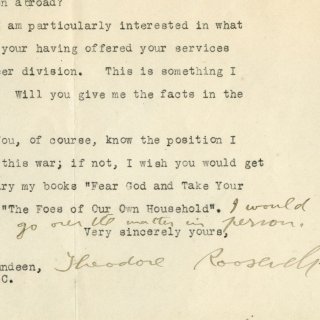 n abroad?
am particularly interested in what
your having offered your services
er division. This is something I
Will you give me the facts in the
ou, of course, know the position I
this war; if not, I wish you would get
ary my books "Fear God and Take Your
"The Foes of Our Own Household". I would
go over the matter in person.
Very sincerely yours,
Theodore Roosevelt
ndeen,
C.